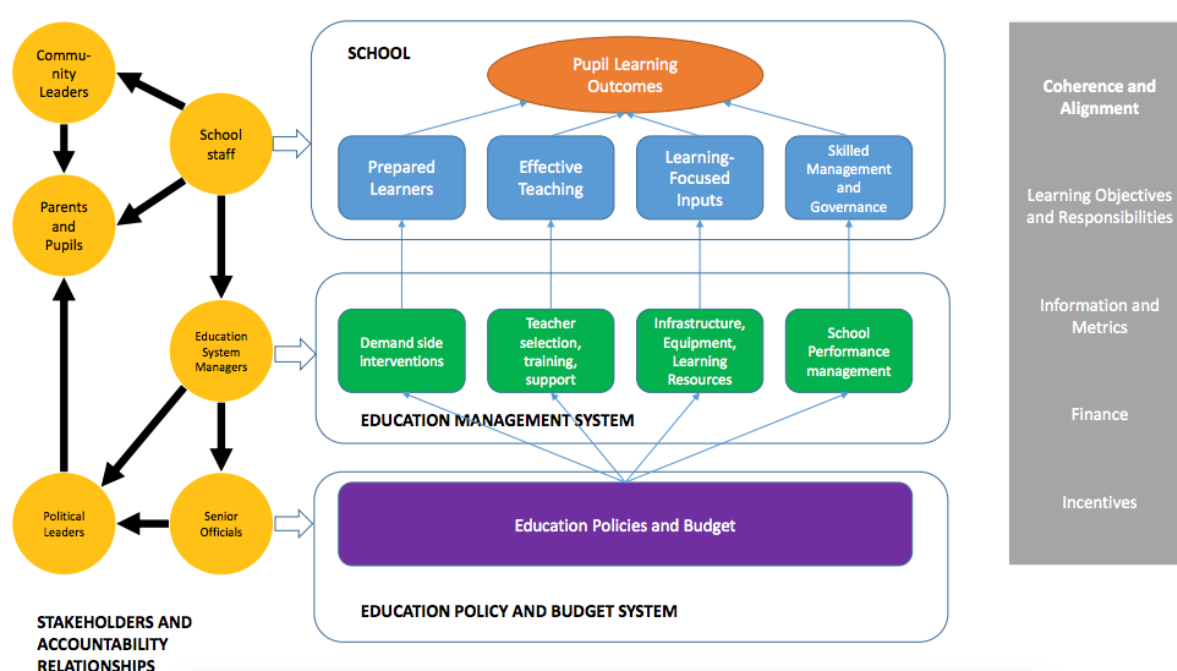 Commu-
nity
Leaders
School
staff
Parents
and
Pupils
Education
System
Managers
Political
Leaders
Senior
Officials
STAKEHOLDERS AND
ACCOUNTABILITY
RELATIONSHIPS
SCHOOL
Pupil Learning
Outcomes
Prepared
Learners
Effective
Teaching
Learning-
Focused
Inputs
Skilled
Management
and
Governance
Demand side
interventions
Teacher
selection,
training,
support
Infrastructure,
Equipment,
Learning
Resources
School
Performance
management
EDUCATION MANAGEMENT SYSTEM
Education Policies and Budget
EDUCATION POLICY AND BUDGET SYSTEM
Coherence and
Alignment
Learning Objectives
and Responsibilities
Information and
Metrics
Finance
Incentives